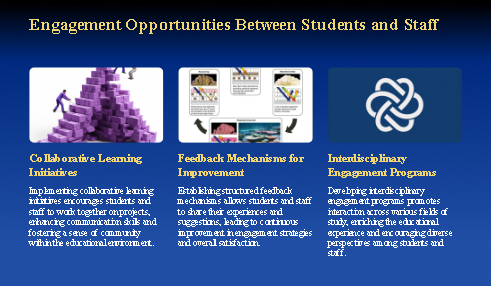 Engagement Opportunities Between Students and Staff
Collaborative Learning
Initiatives
Implementing collaborative learning
initiatives encourages students and
staff to work together on projects,
enhancing communication skills and
fostering a sense of community
within the educational environment.
Feedback Mechanisms for
Improvement
Establishing structured feedback
mechanisms allows students and staff
to share their experiences and
suggestions, leading to continuous
improvement in engagement strategies
and overall satisfaction.
Interdisciplinary
Engagement Programs
Developing interdisciplinary
engagement programs promotes
interaction across various fields of
study, enriching the educational
experience and encouraging diverse
perspectives among students and
staff.